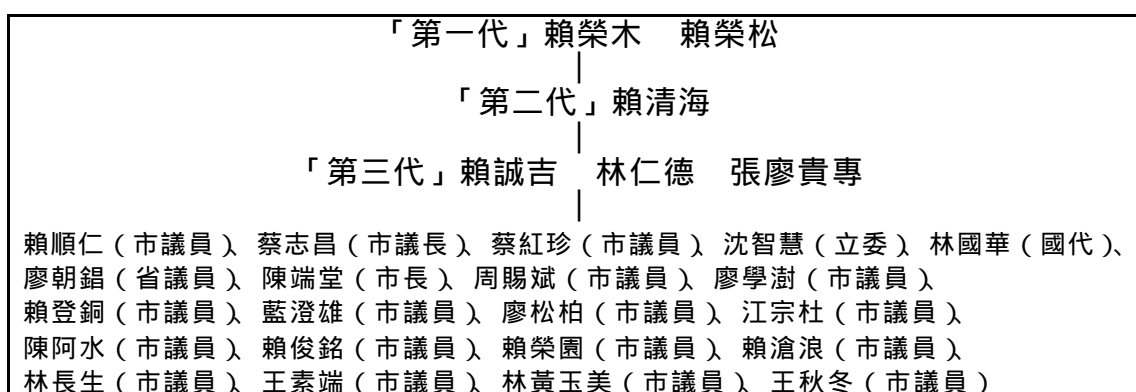 「第一代」賴榮木　賴榮松
「第二代」賴清海
「第三代」賴誠吉　林仁德　張廖貴專
賴順仁（市議員）、蔡志昌（市議長）、蔡紅珍（市議員）、沈智慧（立委）、林國華（國代）、
廖朝錩（省議員）、陳端堂（市長）、周賜斌（市議員）、廖學澍（市議員）、
賴登銅（市議員）、藍澄雄（市議員）、廖松柏（市議員）、江宗杜（市議員）、
陳阿水（市議員）、賴俊銘（市議員）、賴榮園（市議員）、賴滄浪（市議員）、
林長生（市議員）、王素端（市議員）、林黃玉美（市議員）、王秋冬（市議員）